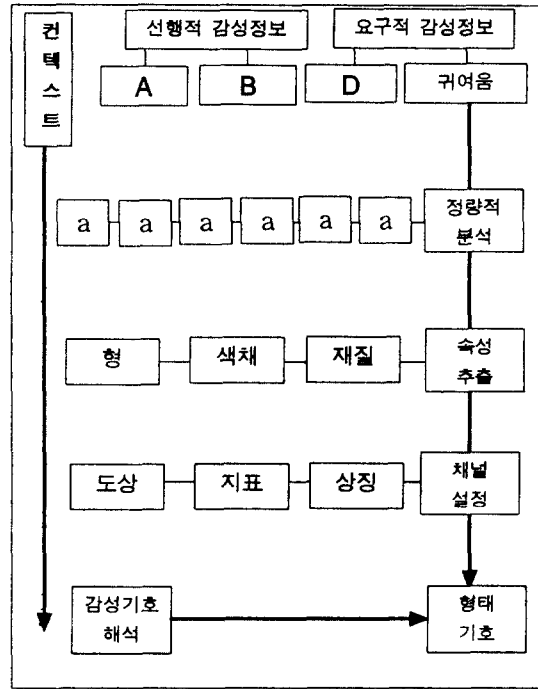 컨텍스트
선행적 감성정보
요구적 감성정보
A
B
D
귀여움
a
a
a
a
a
a
정량적
분석
형
색채
재질
속성
추출
도상
지표
상징
채널
설정
감성기호
해석
형태
기호